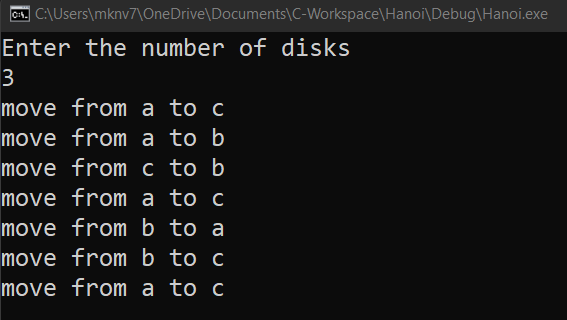 C:\Users\mknv7\OneDrive\Documents\C-Workspace\Hanoi\Debug\Hanoi.exe
Enter the number of disks
3
move from a to c
move from a to b
move from c to b
move from a to c
move from b to a
move from b to c
move from a to c